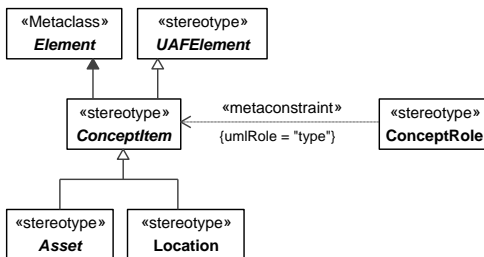 «Metaclass»
Element
«stereotype»
UAFElement
«stereotype»
ConceptItem
«metaconstraint»
{umlRole = "type"}
«stereotype»
ConceptRole
«stereotype»
Asset
«stereotype»
Location